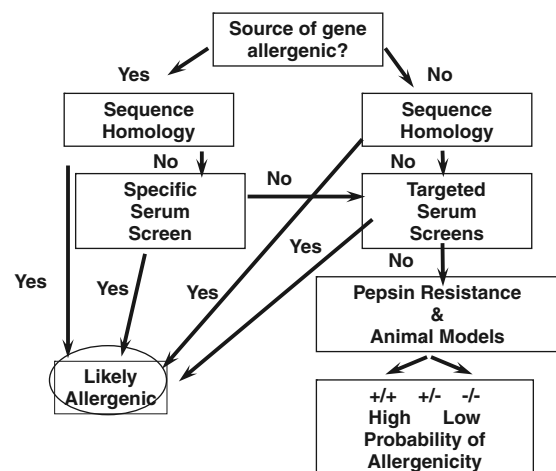 Source of gene
allergenic?
Yes
No
Sequence
Homology
Sequence
Homology
No
No
Specific
Serum
Screen
No
Targeted
Serum
Screens
Yes
No
Yes
Yes
Yes
Pepsin Resistance
&
Animal Models
Likely
Allergenic
+/+ +/- -/-
High Low
Probability of
Allergenicity